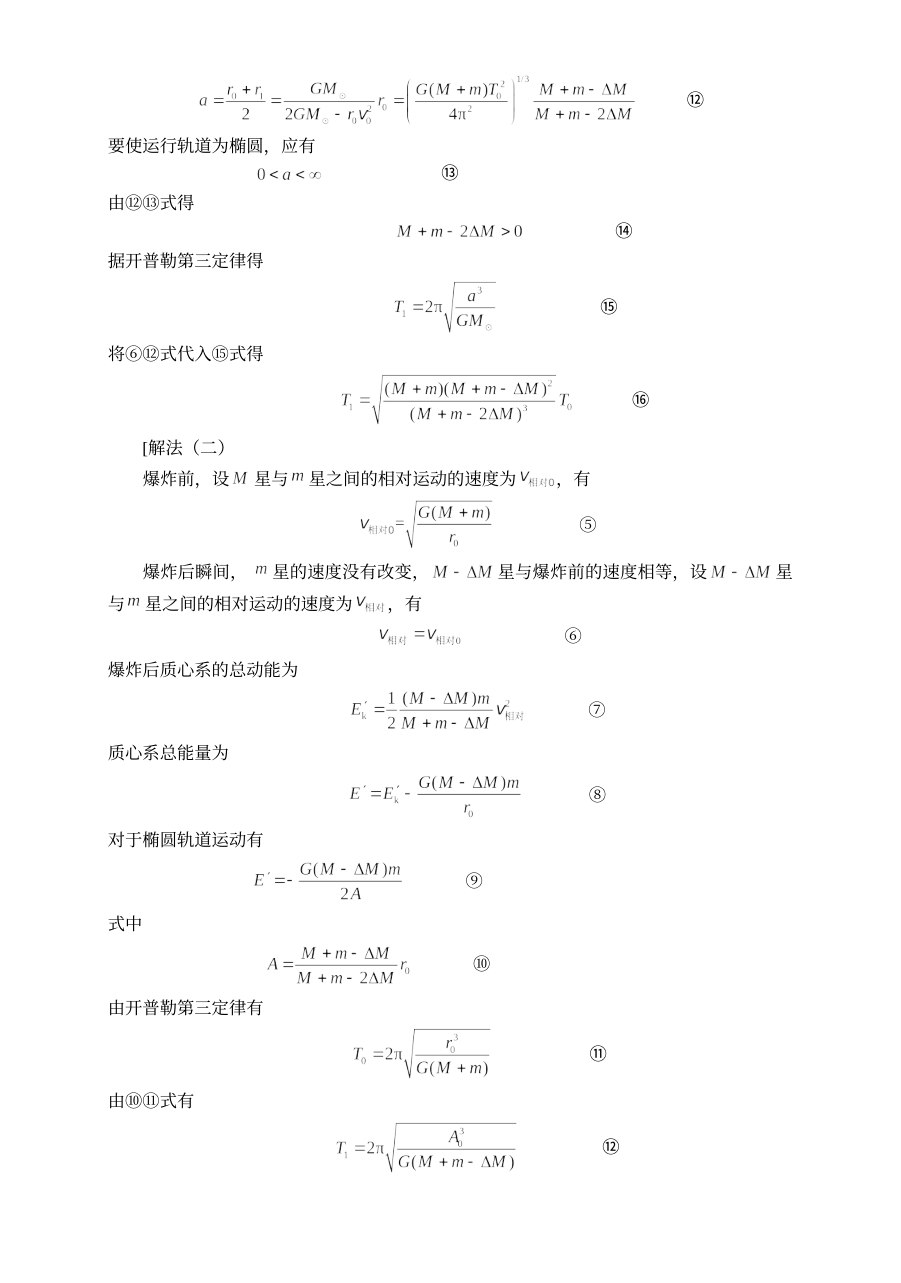 a = (r₀ + r₁)/2 = GM☉/(2GM☉ − r₀v₀²) r₀ = (G(M + m)T₀²/4π²)^{1/3} (M + m − ΔM)/(M + m − 2ΔM) ⑫
要使运行轨道为椭圆，应有
0 < a < ∞ ⑬
由⑫⑬式得
M + m − 2ΔM > 0 ⑭
据开普勒第三定律得
T₁ = 2π√(a³/GM☉) ⑮
将⑥⑫式代入⑮式得
T₁ = √((M + m)(M + m − ΔM)²/(M + m − 2ΔM)³) T₀ ⑯
[解法（二）
爆炸前，设 M 星与 m 星之间的相对运动的速度为 v相对0，有
v相对0 = √(G(M + m)/r₀) ⑤
爆炸后瞬间， m 星的速度没有改变， M − ΔM 星与爆炸前的速度相等，设 M − ΔM 星
与 m 星之间的相对运动的速度为 v相对，有
v相对 = v相对0 ⑥
爆炸后质心系的总动能为
Eₖ′ = 1/2 (M − ΔM)m/(M + m − ΔM) v²相对 ⑦
质心系总能量为
E′ = Eₖ′ − G(M − ΔM)m/r₀ ⑧
对于椭圆轨道运动有
E′ = − G(M − ΔM)m/2A ⑨
式中
A = (M + m − ΔM)/(M + m − 2ΔM) r₀ ⑩
由开普勒第三定律有
T₀ = 2π√(r₀³/G(M + m)) ⑪
由⑩⑪式有
T₁ = 2π√(A₀³/G(M + m − ΔM)) ⑫